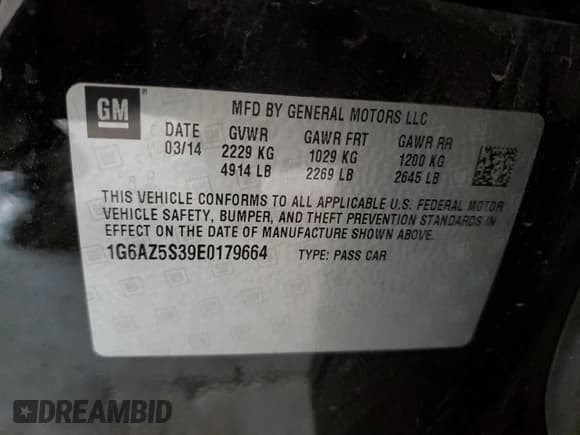 GM
MFD BY GENERAL MOTORS LLC
DATE GVWR GAWR FRT GAWR RR
03/14 2229 KG 1029 KG 1200 KG
4914 LB 2269 LB 2645 LB
THIS VEHICLE CONFORMS TO ALL APPLICABLE U.S. FEDERAL MOTOR
VEHICLE SAFETY, BUMPER, AND THEFT PREVENTION STANDARDS IN
EFFECT ON THE DATE OF MANUFACTURE SHOWN ABOVE.
1G6AZ5S39E0179664 TYPE: PASS CAR
DREAMBID